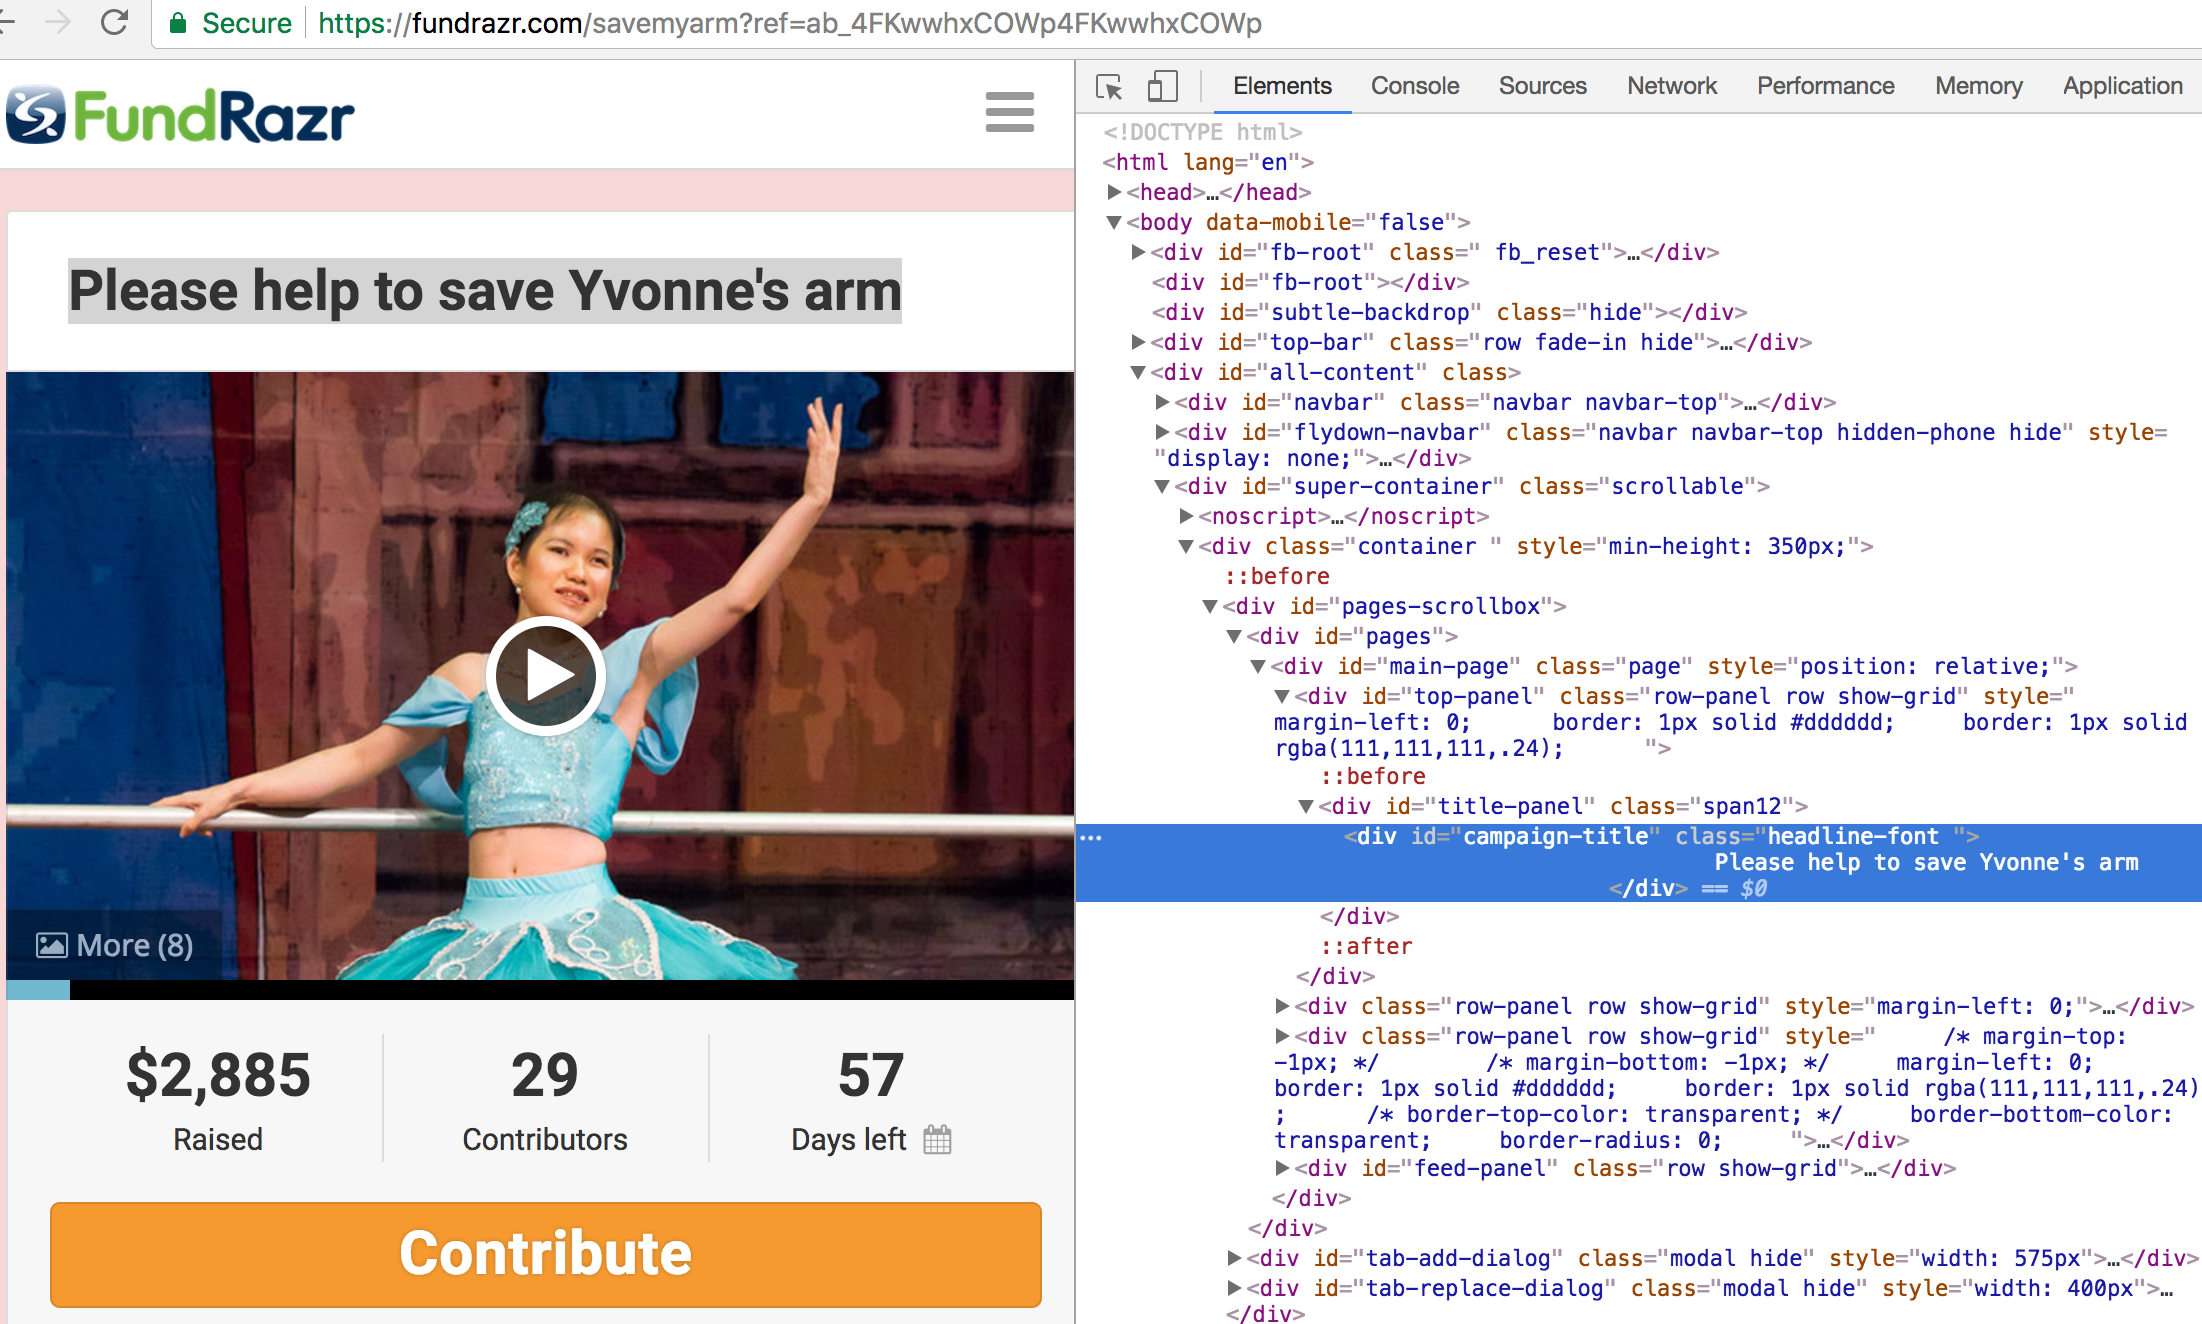 Secure
https://fundrazr.com/savemyarm?ref=ab_4FKwwhxCOWp4FKwwhxCOWp
FundRazr
Please help to save Yvonne's arm
More (8)
$2,885
Raised
29
Contributors
57
Days left
Contribute
Elements Console Sources Network Performance Memory Application
<!DOCTYPE html>
<html lang="en">
<head>…</head>
<body data-mobile="false">
<div id="fb-root" class=" fb_reset">…</div>
<div id="fb-root"></div>
<div id="subtle-backdrop" class="hide"></div>
<div id="top-bar" class="row fade-in hide">…</div>
<div id="all-content" class>
<div id="navbar" class="navbar navbar-top">…</div>
<div id="flydown-navbar" class="navbar navbar-top hidden-phone hide" style=
"display: none;">…</div>
<div id="super-container" class="scrollable">
<noscript>…</noscript>
<div class="container " style="min-height: 350px;">
::before
<div id="pages-scrollbox">
<div id="pages">
<div id="main-page" class="page" style="position: relative;">
<div id="top-panel" class="row-panel row show-grid" style="
margin-left: 0; border: 1px solid #dddddd; border: 1px solid
rgba(111,111,111,.24); ">
::before
<div id="title-panel" class="span12">
… <div id="campaign-title" class="headline-font ">
Please help to save Yvonne's arm
</div> == $0
</div>
::after
</div>
<div class="row-panel row show-grid" style="margin-left: 0;">…</div>
<div class="row-panel row show-grid" style=" /* margin-top:
-1px; */ /* margin-bottom: -1px; */ margin-left: 0;
border: 1px solid #dddddd; border: 1px solid rgba(111,111,111,.24)
; /* border-top-color: transparent; */ border-bottom-color:
transparent; border-radius: 0; ">…</div>
<div id="feed-panel" class="row show-grid">…</div>
</div>
</div>
<div id="tab-add-dialog" class="modal hide" style="width: 575px">…</div>
<div id="tab-replace-dialog" class="modal hide" style="width: 400px">…
</div>